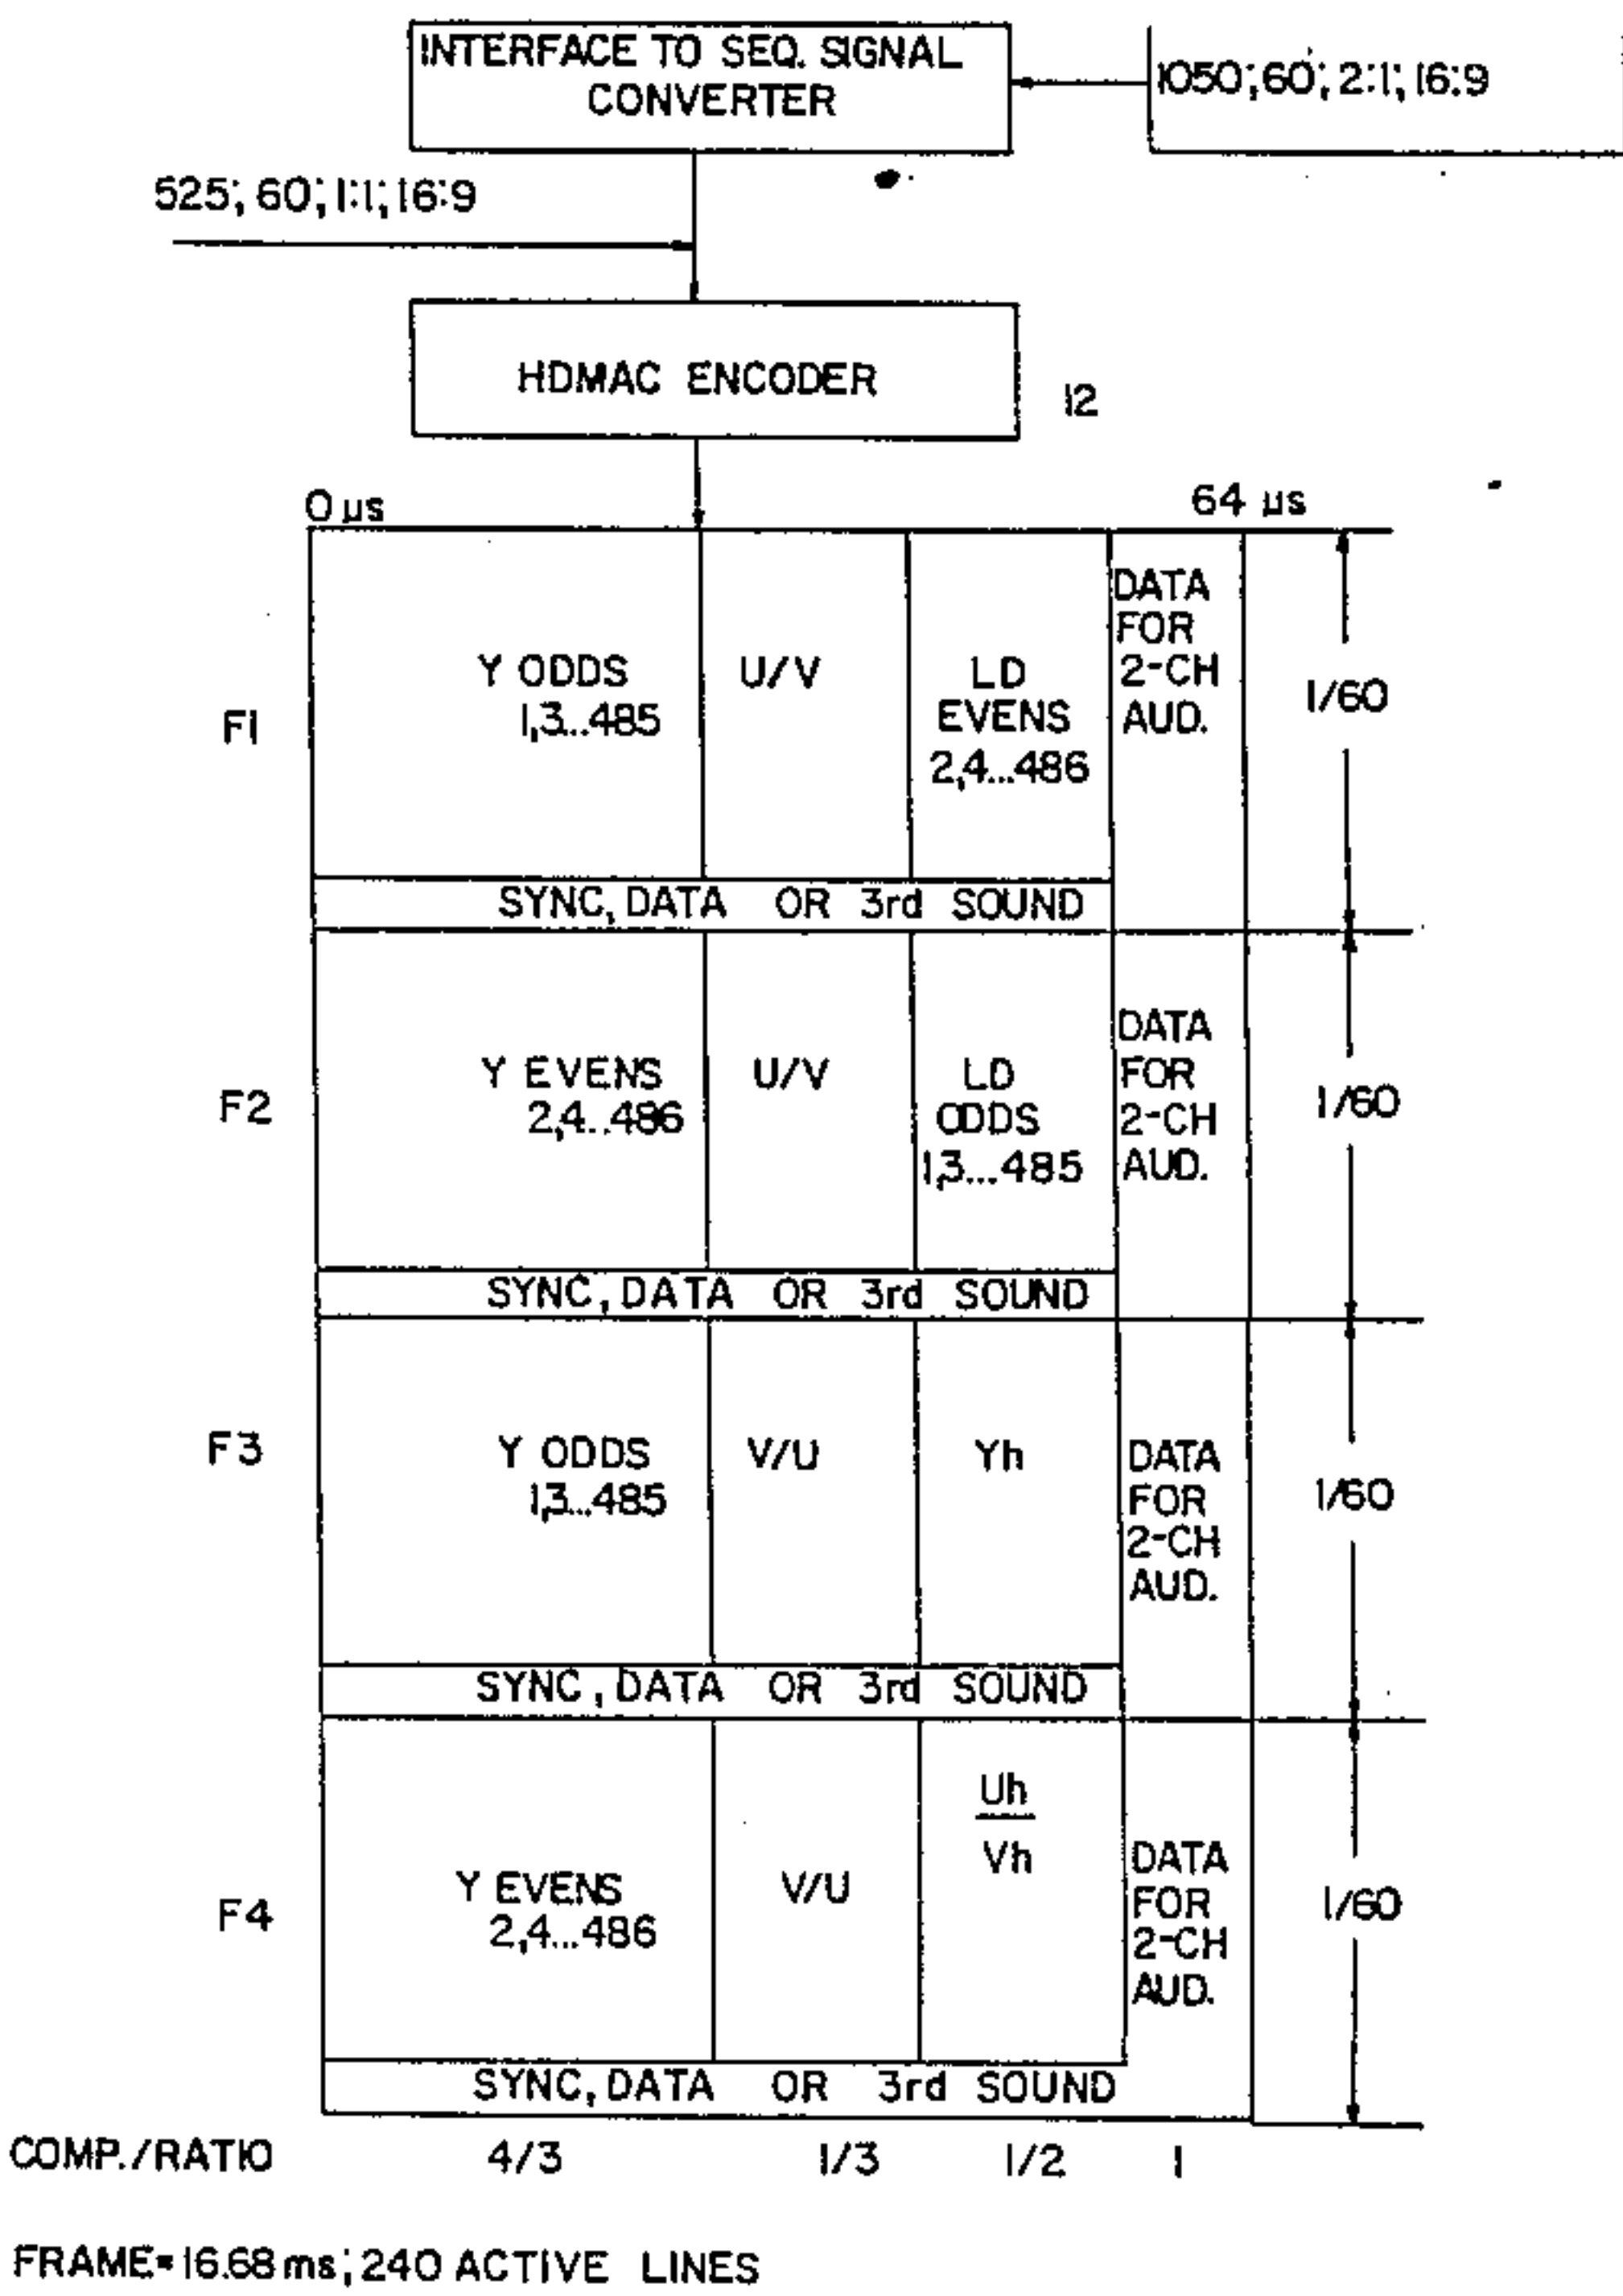 INTERFACE TO SEQ. SIGNAL
CONVERTER
1050; 60; 2:1; 16:9
525; 60; 1:1; 16:9
HDMAC ENCODER
12
0 µs
64 µs
F1
Y ODDS
1,3...485
U/V
LD
EVENS
2,4...486
DATA
FOR
2-CH
AUD.
1/60
SYNC, DATA OR 3rd SOUND
F2
Y EVENS
2,4...486
U/V
LD
ODDS
1,3...485
DATA
FOR
2-CH
AUD.
1/60
SYNC, DATA OR 3rd SOUND
F3
Y ODDS
1,3...485
V/U
Yh
DATA
FOR
2-CH
AUD.
1/60
SYNC, DATA OR 3rd SOUND
F4
Y EVENS
2,4...486
V/U
Uh
Vh
DATA
FOR
2-CH
AUD.
1/60
SYNC, DATA OR 3rd SOUND
COMP./RATIO 4/3 1/3 1/2 1
FRAME=16.68 ms; 240 ACTIVE LINES